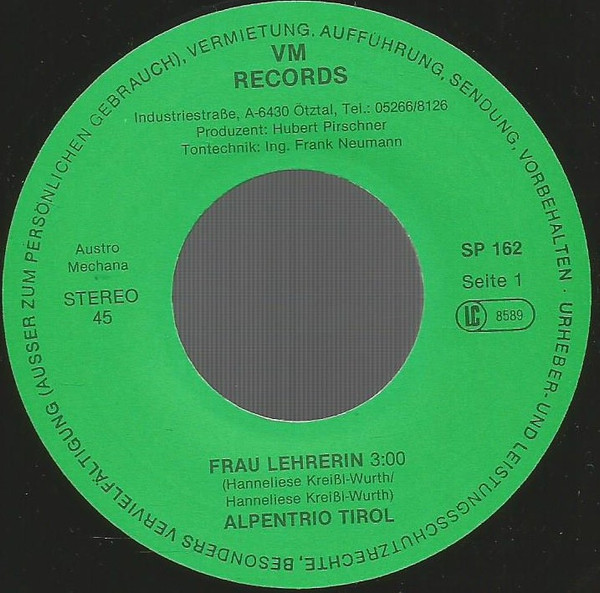 URHEBER- UND LEISTUNGSSCHUTZRECHTE, BESONDERS VERVIELFÄLTIGUNG (AUSSER ZUM PERSÖNLICHEN GEBRAUCH), VERMIETUNG, AUFFÜHRUNG, SENDUNG, VORBEHALTEN ·
VM
RECORDS
Industriestraße, A-6430 Ötztal, Tel.: 05266/8126
Produzent: Hubert Pirschner
Tontechnik: Ing. Frank Neumann
Austro
Mechana
STEREO
45
SP 162
Seite 1
LC 8589
FRAU LEHRERIN 3:00
(Hanneliese Kreißl-Wurth/
Hanneliese Kreißl-Wurth)
ALPENTRIO TIROL